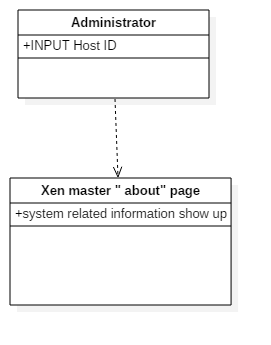 Administrator
+INPUT Host ID
Xen master " about" page
+system related information show up